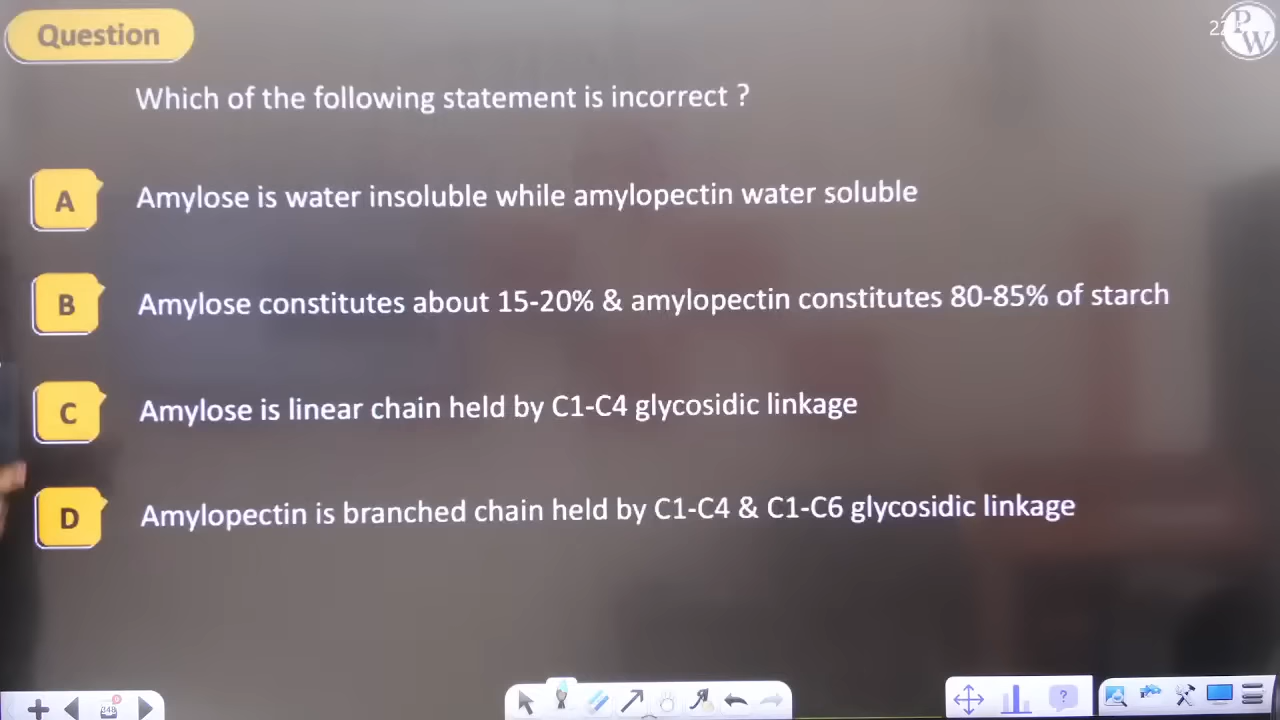 Question
22
PW
Which of the following statement is incorrect ?
A
Amylose is water insoluble while amylopectin water soluble
B
Amylose constitutes about 15-20% & amylopectin constitutes 80-85% of starch
C
Amylose is linear chain held by C1-C4 glycosidic linkage
D
Amylopectin is branched chain held by C1-C4 & C1-C6 glycosidic linkage